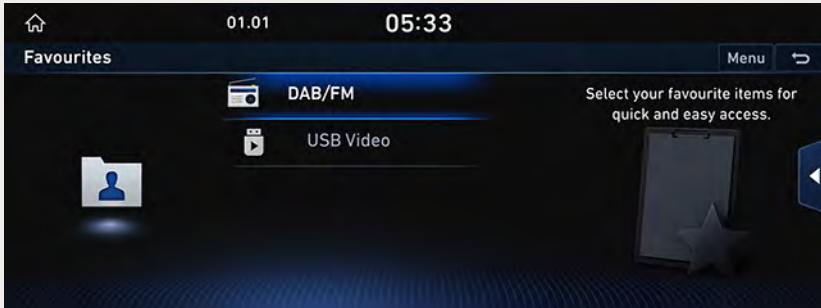 01.01
05:33
Favourites
Menu
DAB/FM
USB Video
Select your favourite items for
quick and easy access.